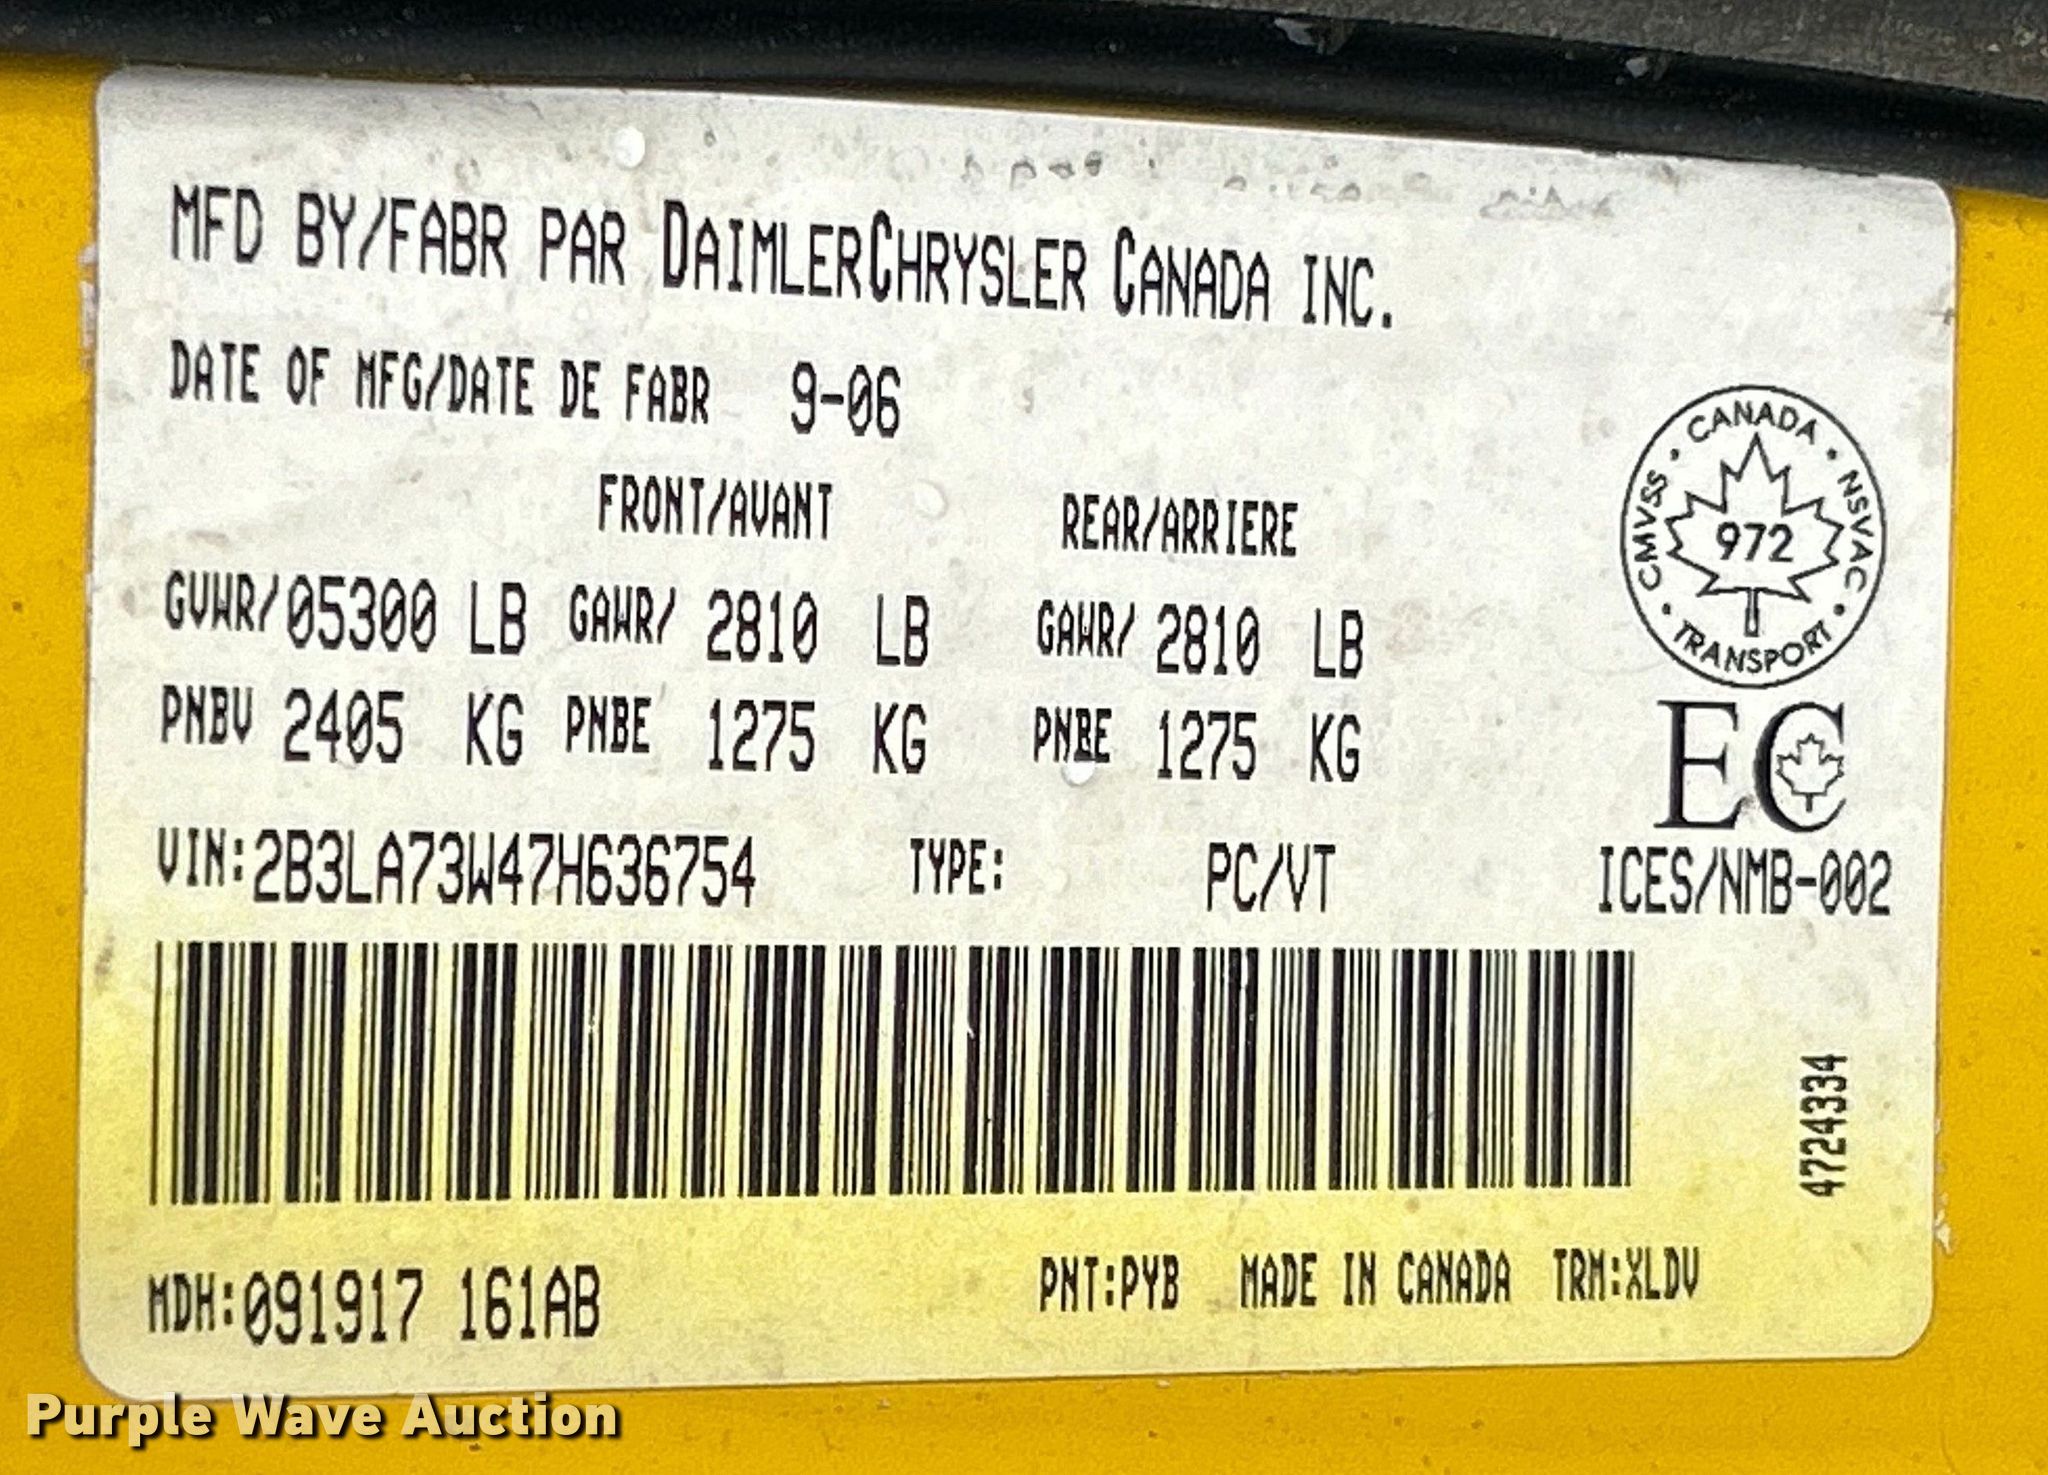 MFD BY/FABR PAR DAIMLERCHRYSLER CANADA INC.
DATE OF MFG/DATE DE FABR 9-06
FRONT/AVANT REAR/ARRIERE
GVWR/05300 LB GAWR/ 2810 LB GAWR/ 2810 LB
PNBV 2405 KG PNBE 1275 KG PNBE 1275 KG
CANADA • NSVAC • TRANSPORT • CMVSS •
972
EC
VIN:2B3LA73W47H636754 TYPE: PC/VT ICES/NMB-002
4724334
MDH:091917 161AB PNT:PYB MADE IN CANADA TRM:XLDV
Purple Wave Auction